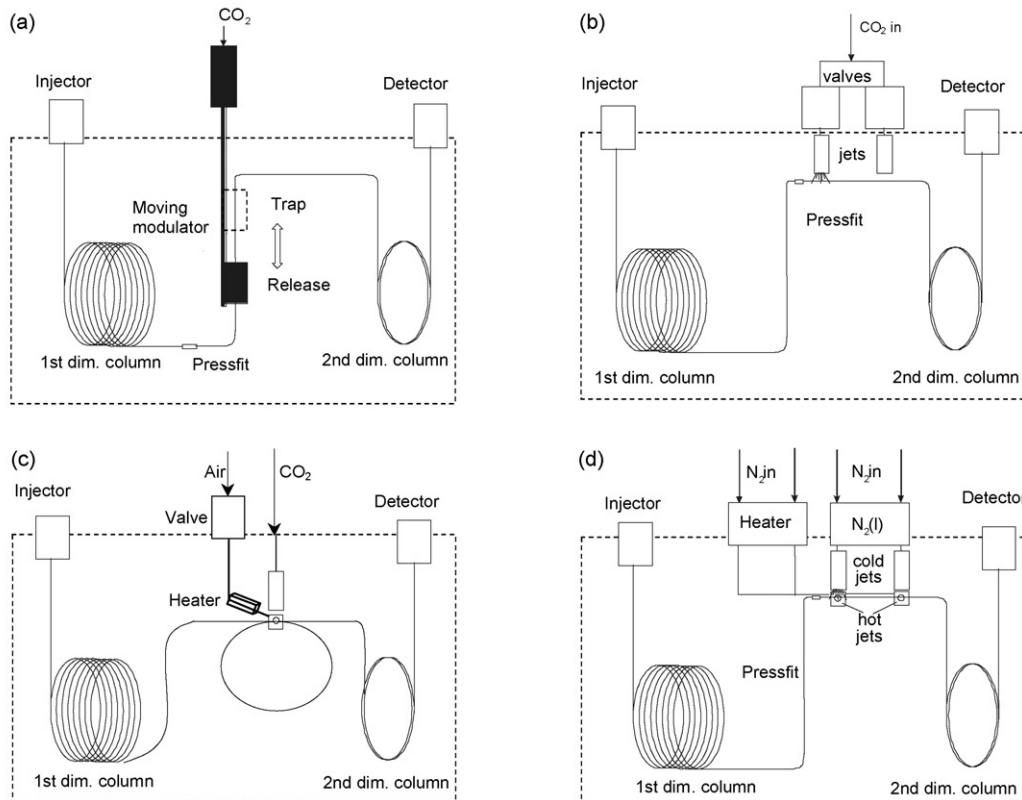 (a)
CO₂
Injector
Detector
Moving
modulator
Trap
Release
1st dim. column
Pressfit
2nd dim. column
(b)
CO₂ in
Injector
valves
Detector
jets
Pressfit
1st dim. column
2nd dim. column
(c)
Air
CO₂
Injector
Detector
Valve
Heater
1st dim. column
2nd dim. column
(d)
N₂in
N₂in
Injector
Detector
Heater
N₂(l)
cold
jets
hot
jets
Pressfit
1st dim. column
2nd dim. column